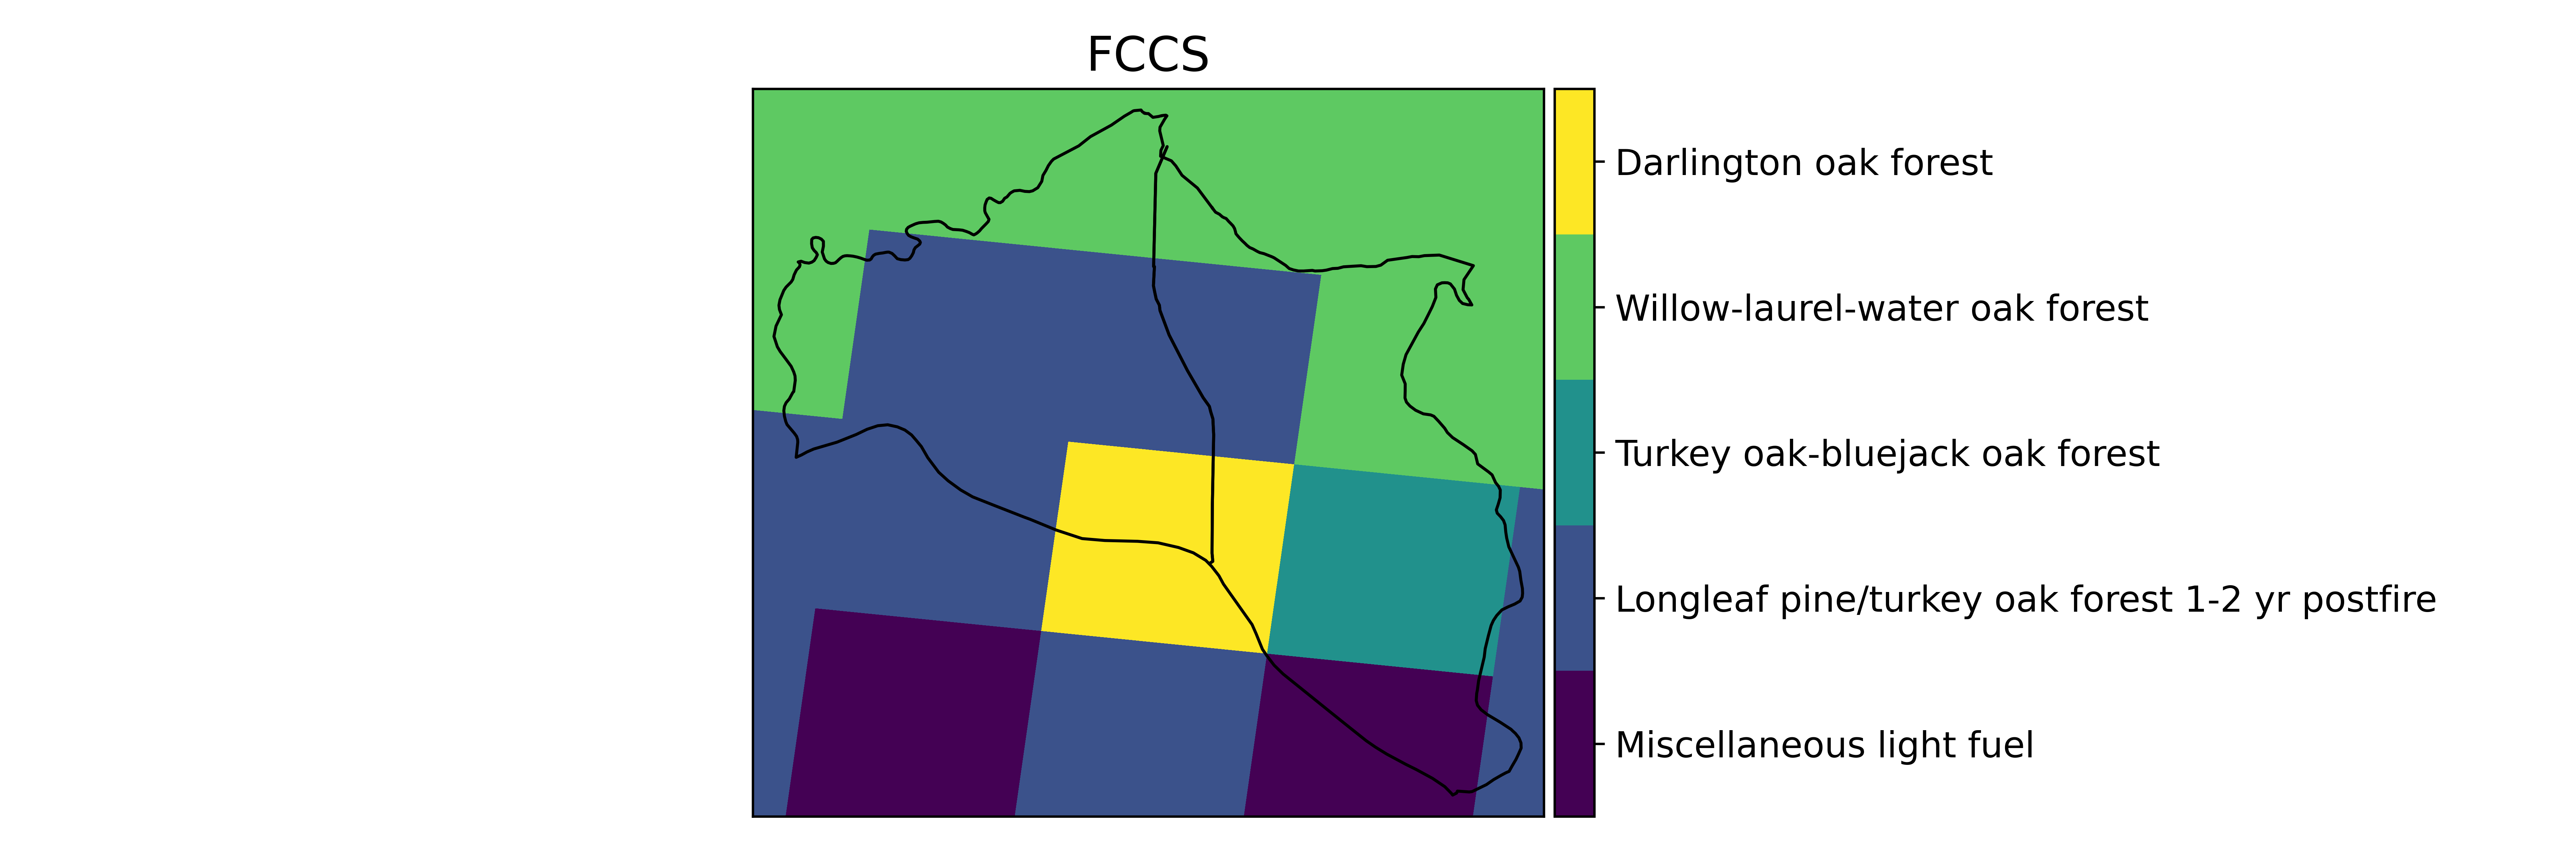 FCCS
Darlington oak forest
Willow-laurel-water oak forest
Turkey oak-bluejack oak forest
Longleaf pine/turkey oak forest 1-2 yr postfire
Miscellaneous light fuel